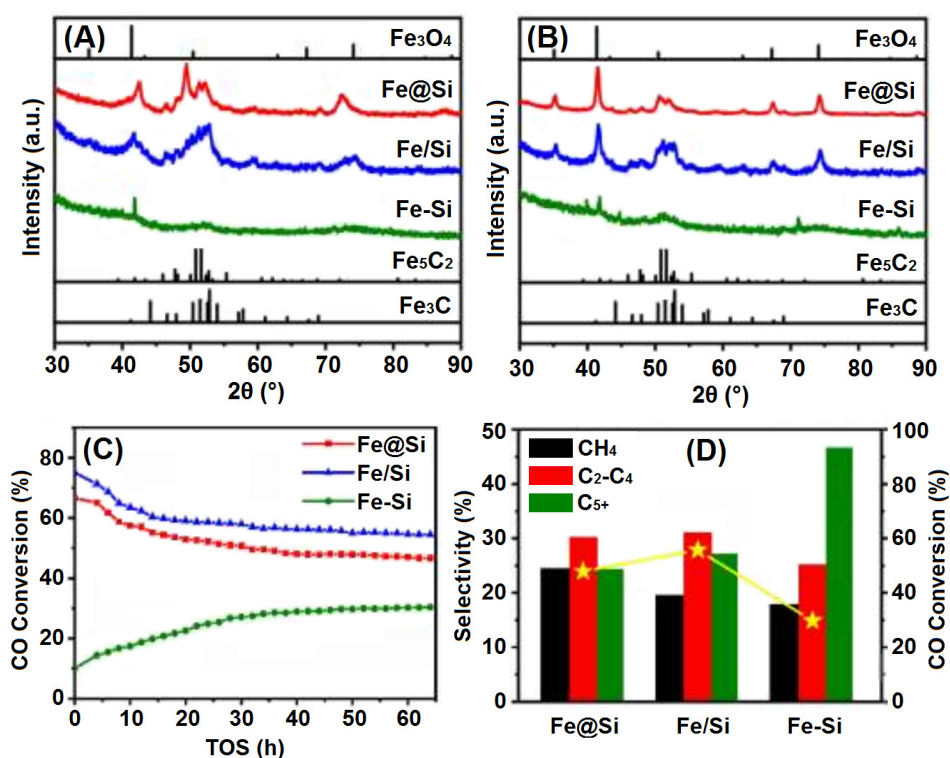 (A)
Fe₃O₄
Fe@Si
Fe/Si
Fe-Si
Fe₅C₂
Fe₃C
Intensity (a.u.)
30 40 50 60 70 80 90
2θ (°)
(B)
Fe₃O₄
Fe@Si
Fe/Si
Fe-Si
Fe₅C₂
Fe₃C
Intensity (a.u.)
30 40 50 60 70 80 90
2θ (°)
(C)
Fe@Si
Fe/Si
Fe-Si
CO Conversion (%)
80
60
40
20
0
0 10 20 30 40 50 60
TOS (h)
(D)
CH₄
C₂-C₄
C₅₊
Selectivity (%)
50
40
30
20
10
0
CO Conversion (%)
100
80
60
40
20
0
Fe@Si Fe/Si Fe-Si